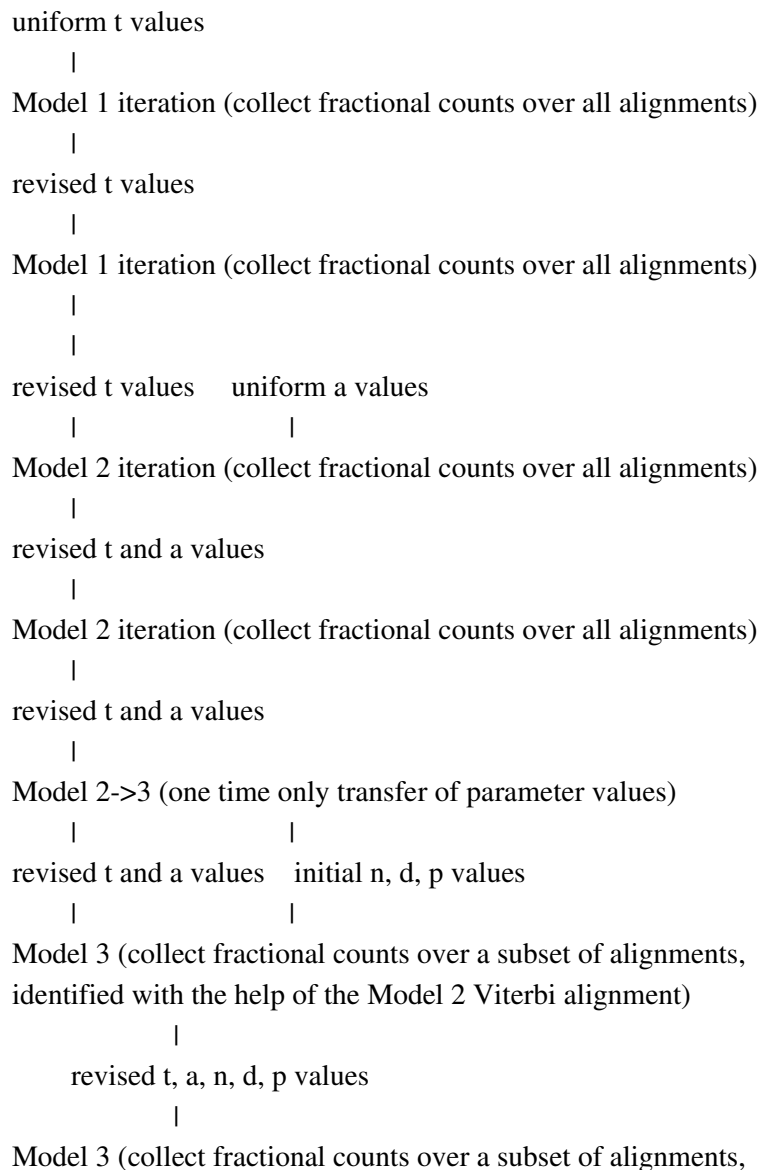 uniform t values
|
Model 1 iteration (collect fractional counts over all alignments)
|
revised t values
|
Model 1 iteration (collect fractional counts over all alignments)
|
|
revised t values uniform a values
| |
Model 2 iteration (collect fractional counts over all alignments)
|
revised t and a values
|
Model 2 iteration (collect fractional counts over all alignments)
|
revised t and a values
|
Model 2->3 (one time only transfer of parameter values)
| |
revised t and a values initial n, d, p values
| |
Model 3 (collect fractional counts over a subset of alignments,
identified with the help of the Model 2 Viterbi alignment)
|
revised t, a, n, d, p values
|
Model 3 (collect fractional counts over a subset of alignments,